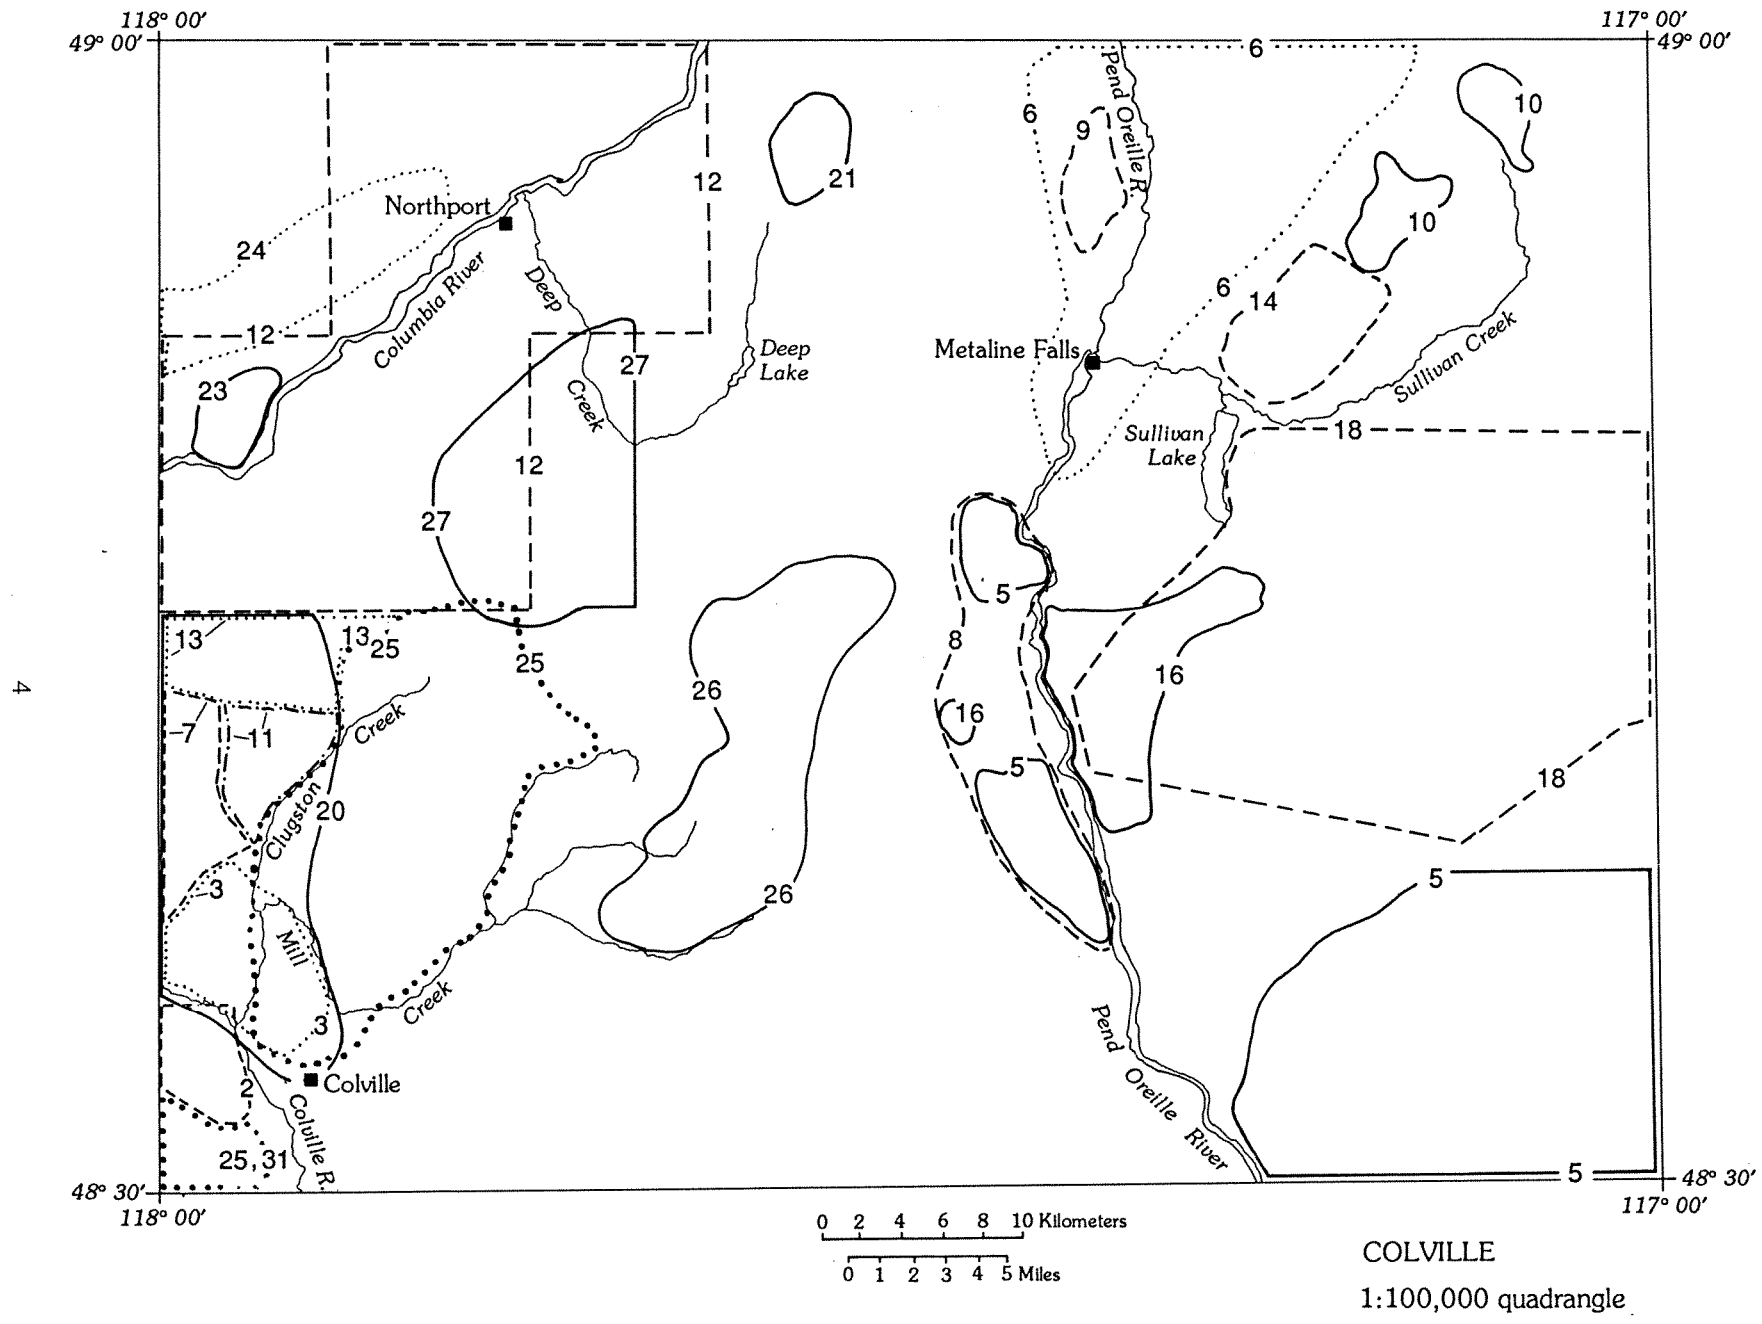 118° 00′
117° 00′
49° 00′
49° 00′
6
Pend Oreille R.
10
6
9
21
12
Northport
10
24
Deep
Columbia River
6
14
12
Metaline Falls
Deep
Lake
27
Sullivan Creek
23
Creek
18
Sullivan
Lake
12
27
5
13
13
25
8
25
16
26
16
7
11
Creek
5
18
20
Clugston
3
26
5
Mill
Creek
3
Pend
Oreille
River
2
Colville
Colville R.
25, 31
5
4
48° 30′
48° 30′
118° 00′
117° 00′
0 2 4 6 8 10 Kilometers
0 1 2 3 4 5 Miles
COLVILLE
1:100,000 quadrangle